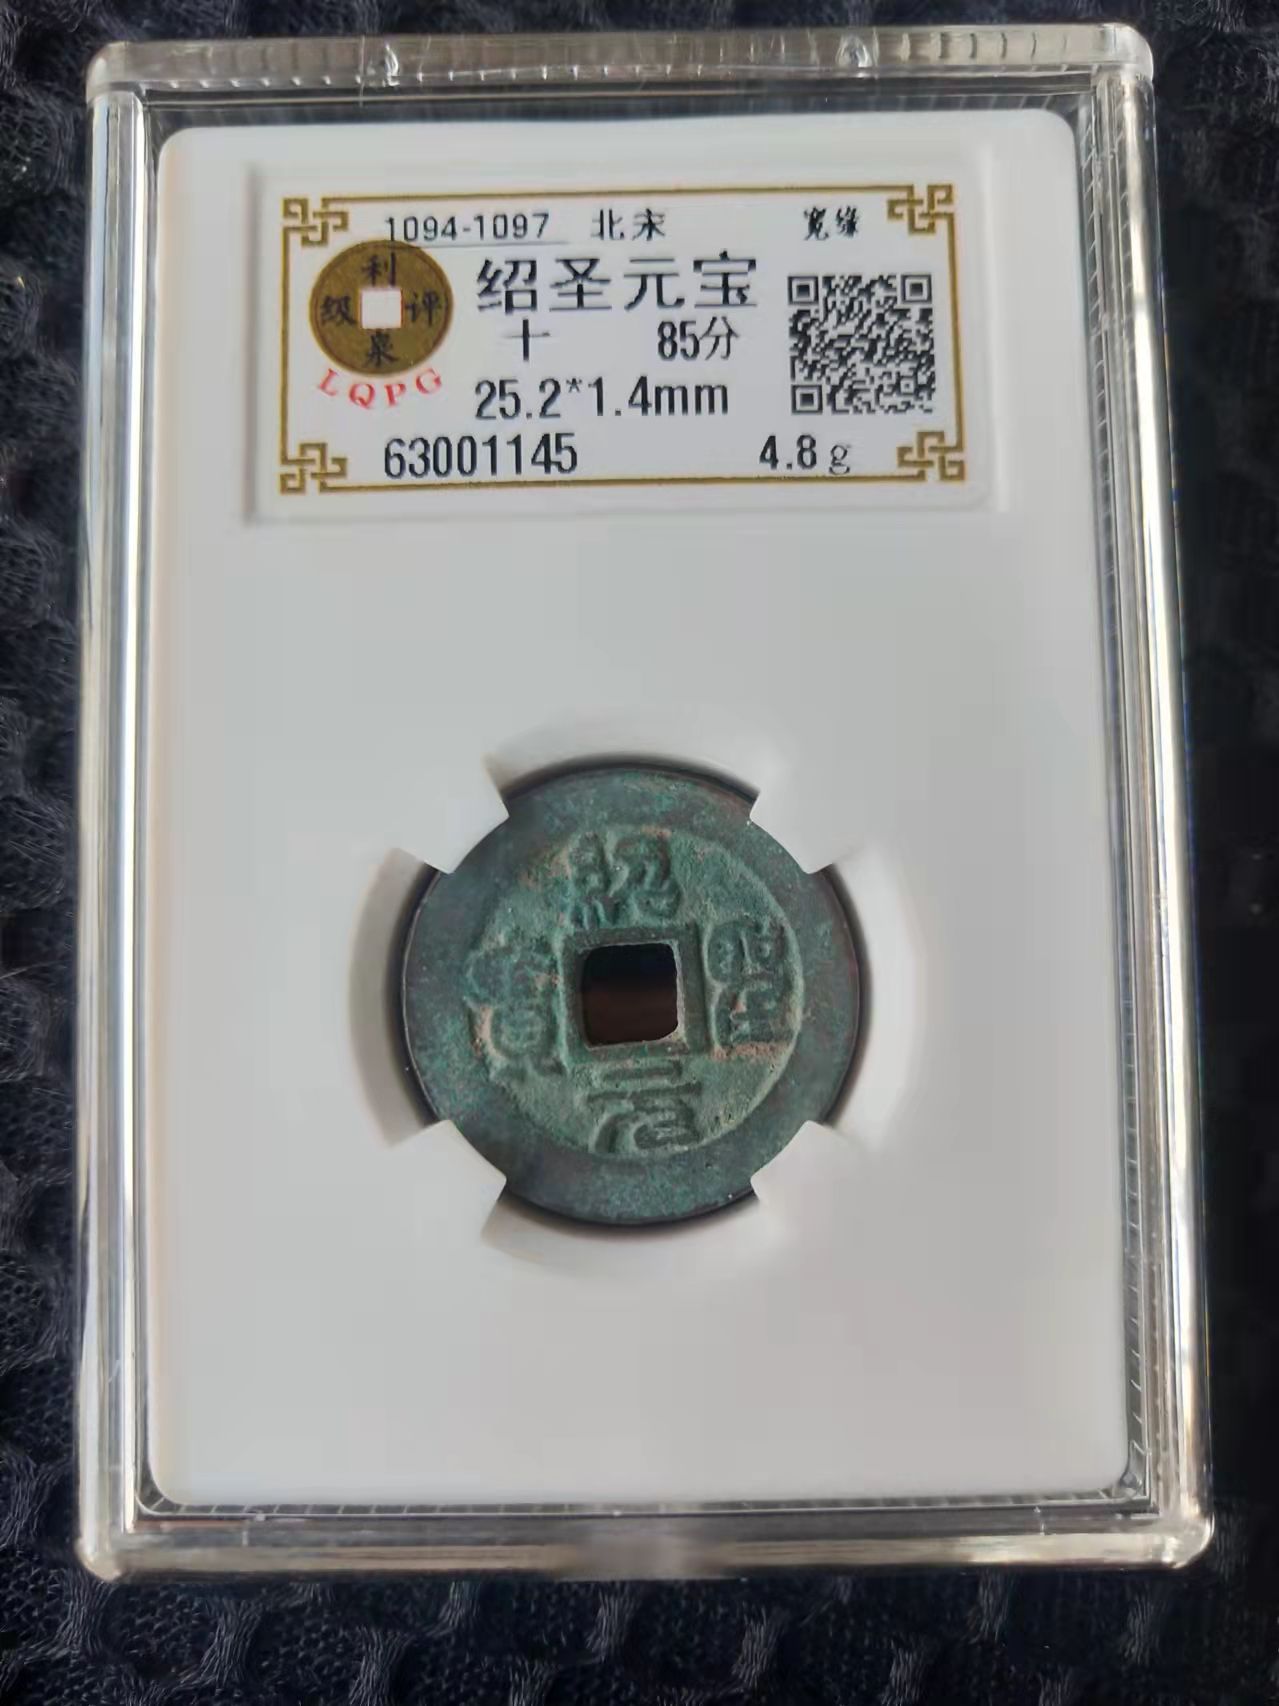 1094-1097 北宋 宽缘
利泉评级
LQPG
绍圣元宝
十 85分
25.2*1.4mm
63001145 4.8g
紹聖元寶